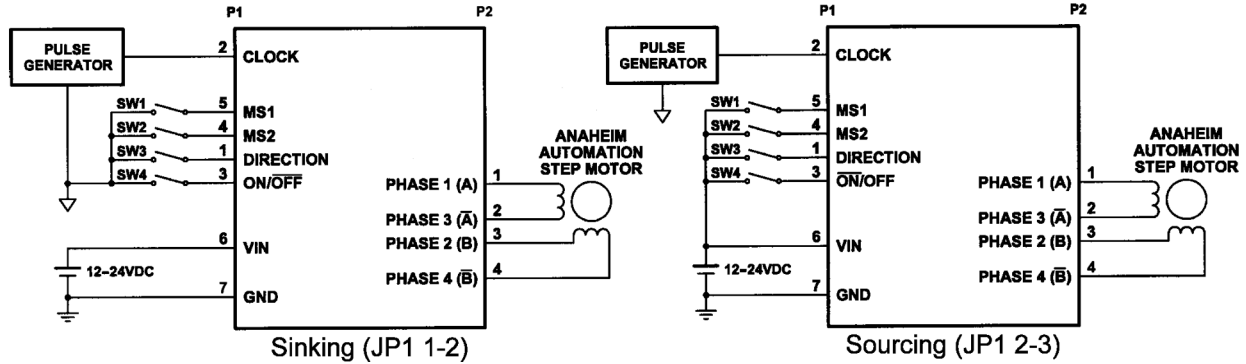 P1
P2
PULSE
GENERATOR
2
CLOCK
SW1
5
MS1
SW2
4
MS2
SW3
1
DIRECTION
SW4
3
ON/O̅F̅F̅
ANAHEIM
AUTOMATION
STEP MOTOR
PHASE 1 (A)
1
PHASE 3 (A̅)
2
PHASE 2 (B)
3
PHASE 4 (B̅)
4
6
VIN
12–24VDC
7
GND
Sinking (JP1 1-2)
P1
P2
PULSE
GENERATOR
2
CLOCK
SW1
5
MS1
SW2
4
MS2
SW3
1
DIRECTION
SW4
3
O̅N̅/OFF
ANAHEIM
AUTOMATION
STEP MOTOR
PHASE 1 (A)
1
PHASE 3 (A̅)
2
PHASE 2 (B)
3
PHASE 4 (B̅)
4
6
VIN
12–24VDC
7
GND
Sourcing (JP1 2-3)